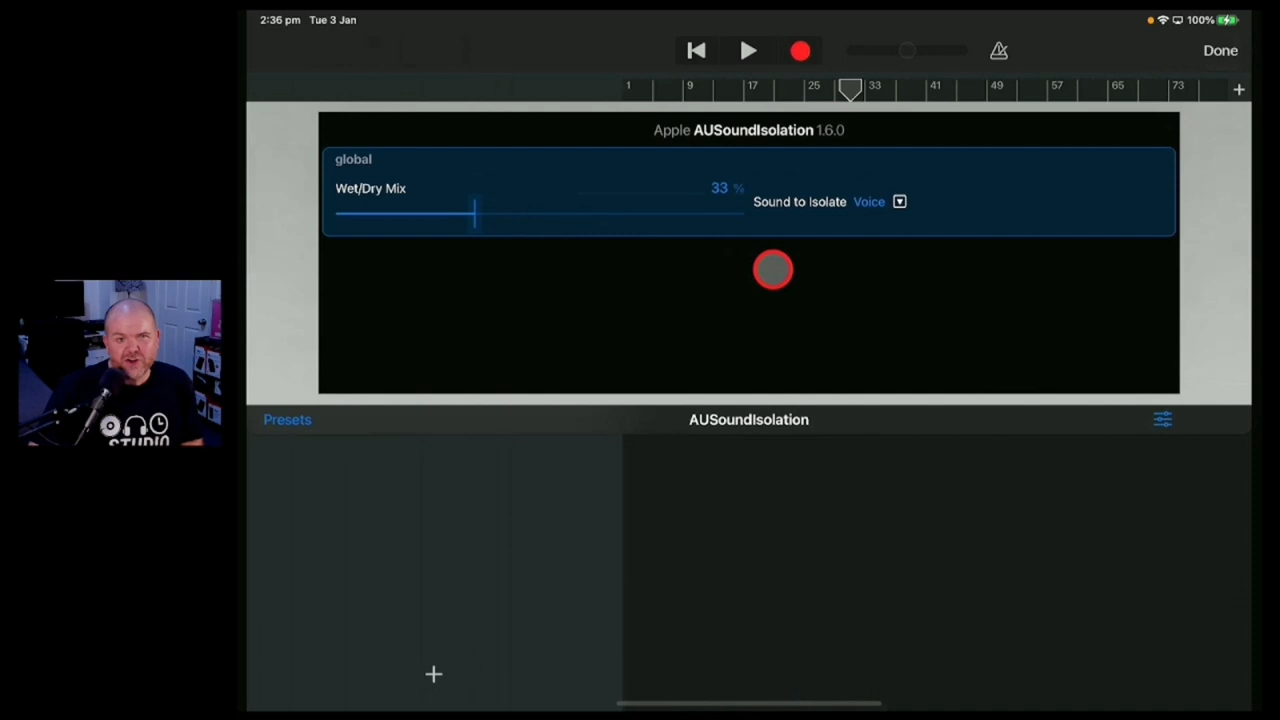 2:36 pm Tue 3 Jan
100%
Done
1 9 17 25 33 41 49 57 65 73
Apple AUSoundIsolation 1.6.0
global
Wet/Dry Mix 33 %
Sound to Isolate Voice
Presets
AUSoundIsolation
STUDIO